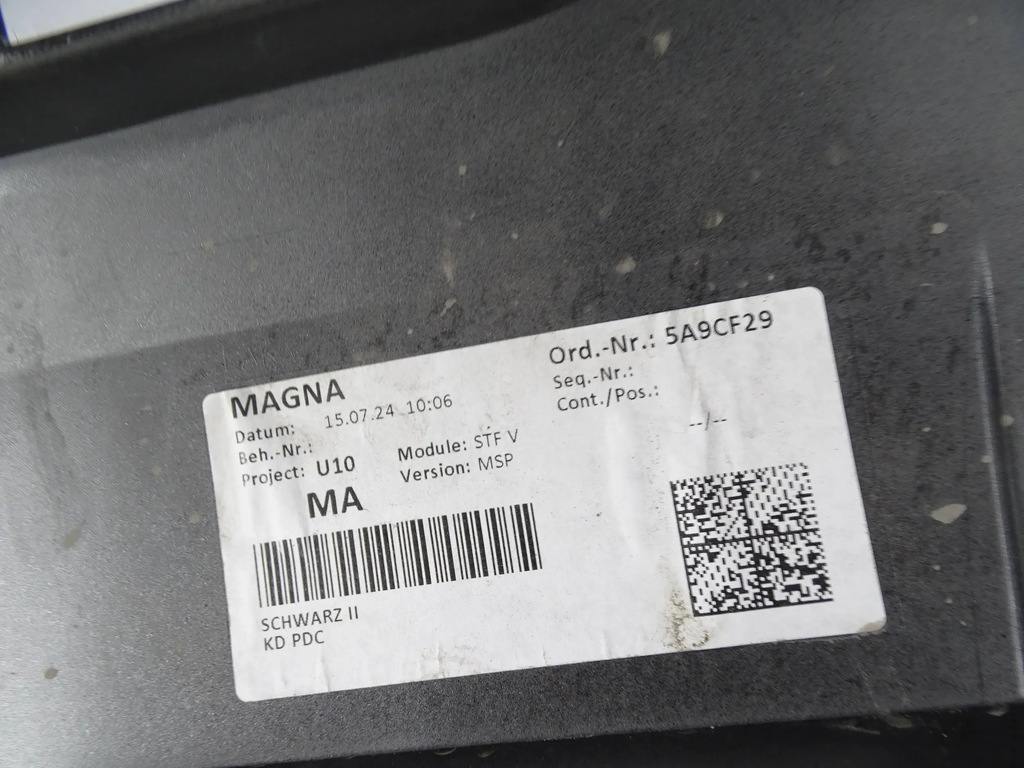 MAGNA
Datum: 15.07.24 10:06
Beh.-Nr.:
Project: U10 Module: STF V
MA Version: MSP
SCHWARZ II
KD PDC
Ord.-Nr.: 5A9CF29
Seq.-Nr.:
Cont./Pos.:
--/--